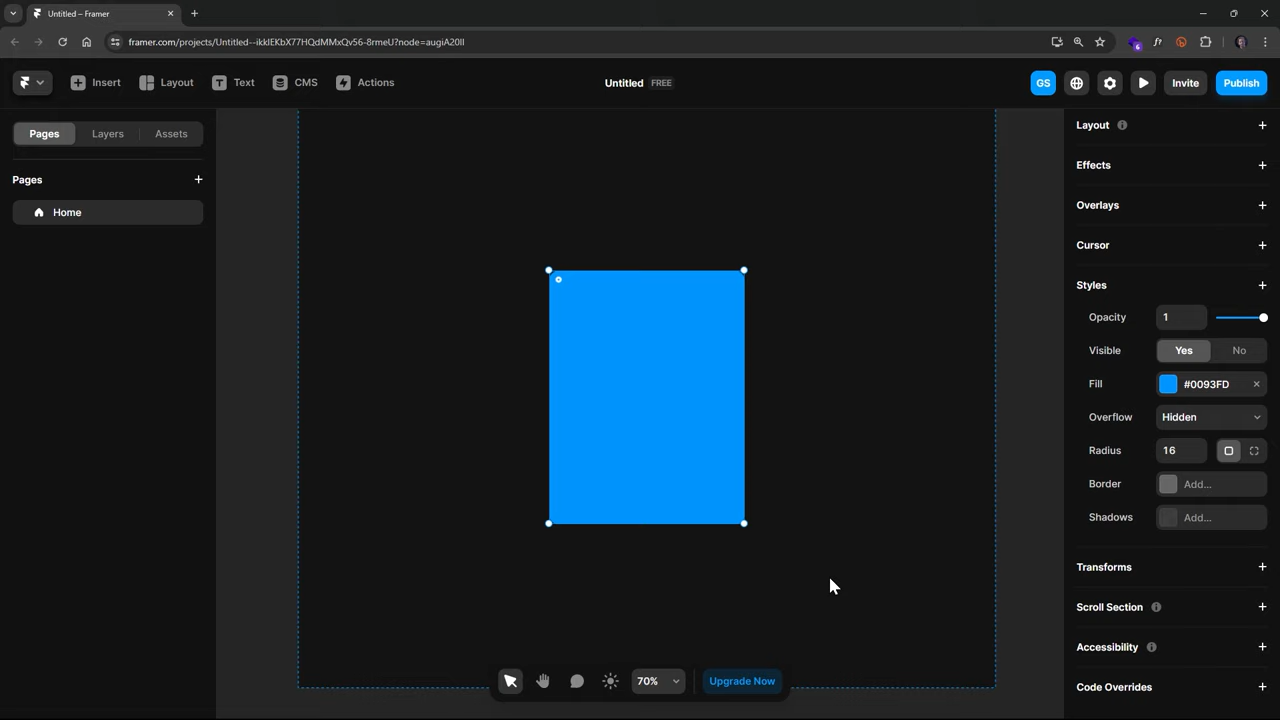 Untitled – Framer
framer.com/projects/Untitled--ikklEKbX77HQdMMxQv56-8rmeU?node=augiA20Il
6
Insert
Layout
Text
CMS
Actions
Untitled FREE
GS
Invite
Publish
Pages
Layers
Assets
Pages
Home
Layout
Effects
Overlays
Cursor
Styles
Opacity 1
Visible Yes No
Fill #0093FD
Overflow Hidden
Radius 16
Border Add...
Shadows Add...
Transforms
Scroll Section
Accessibility
Code Overrides
70%
Upgrade Now